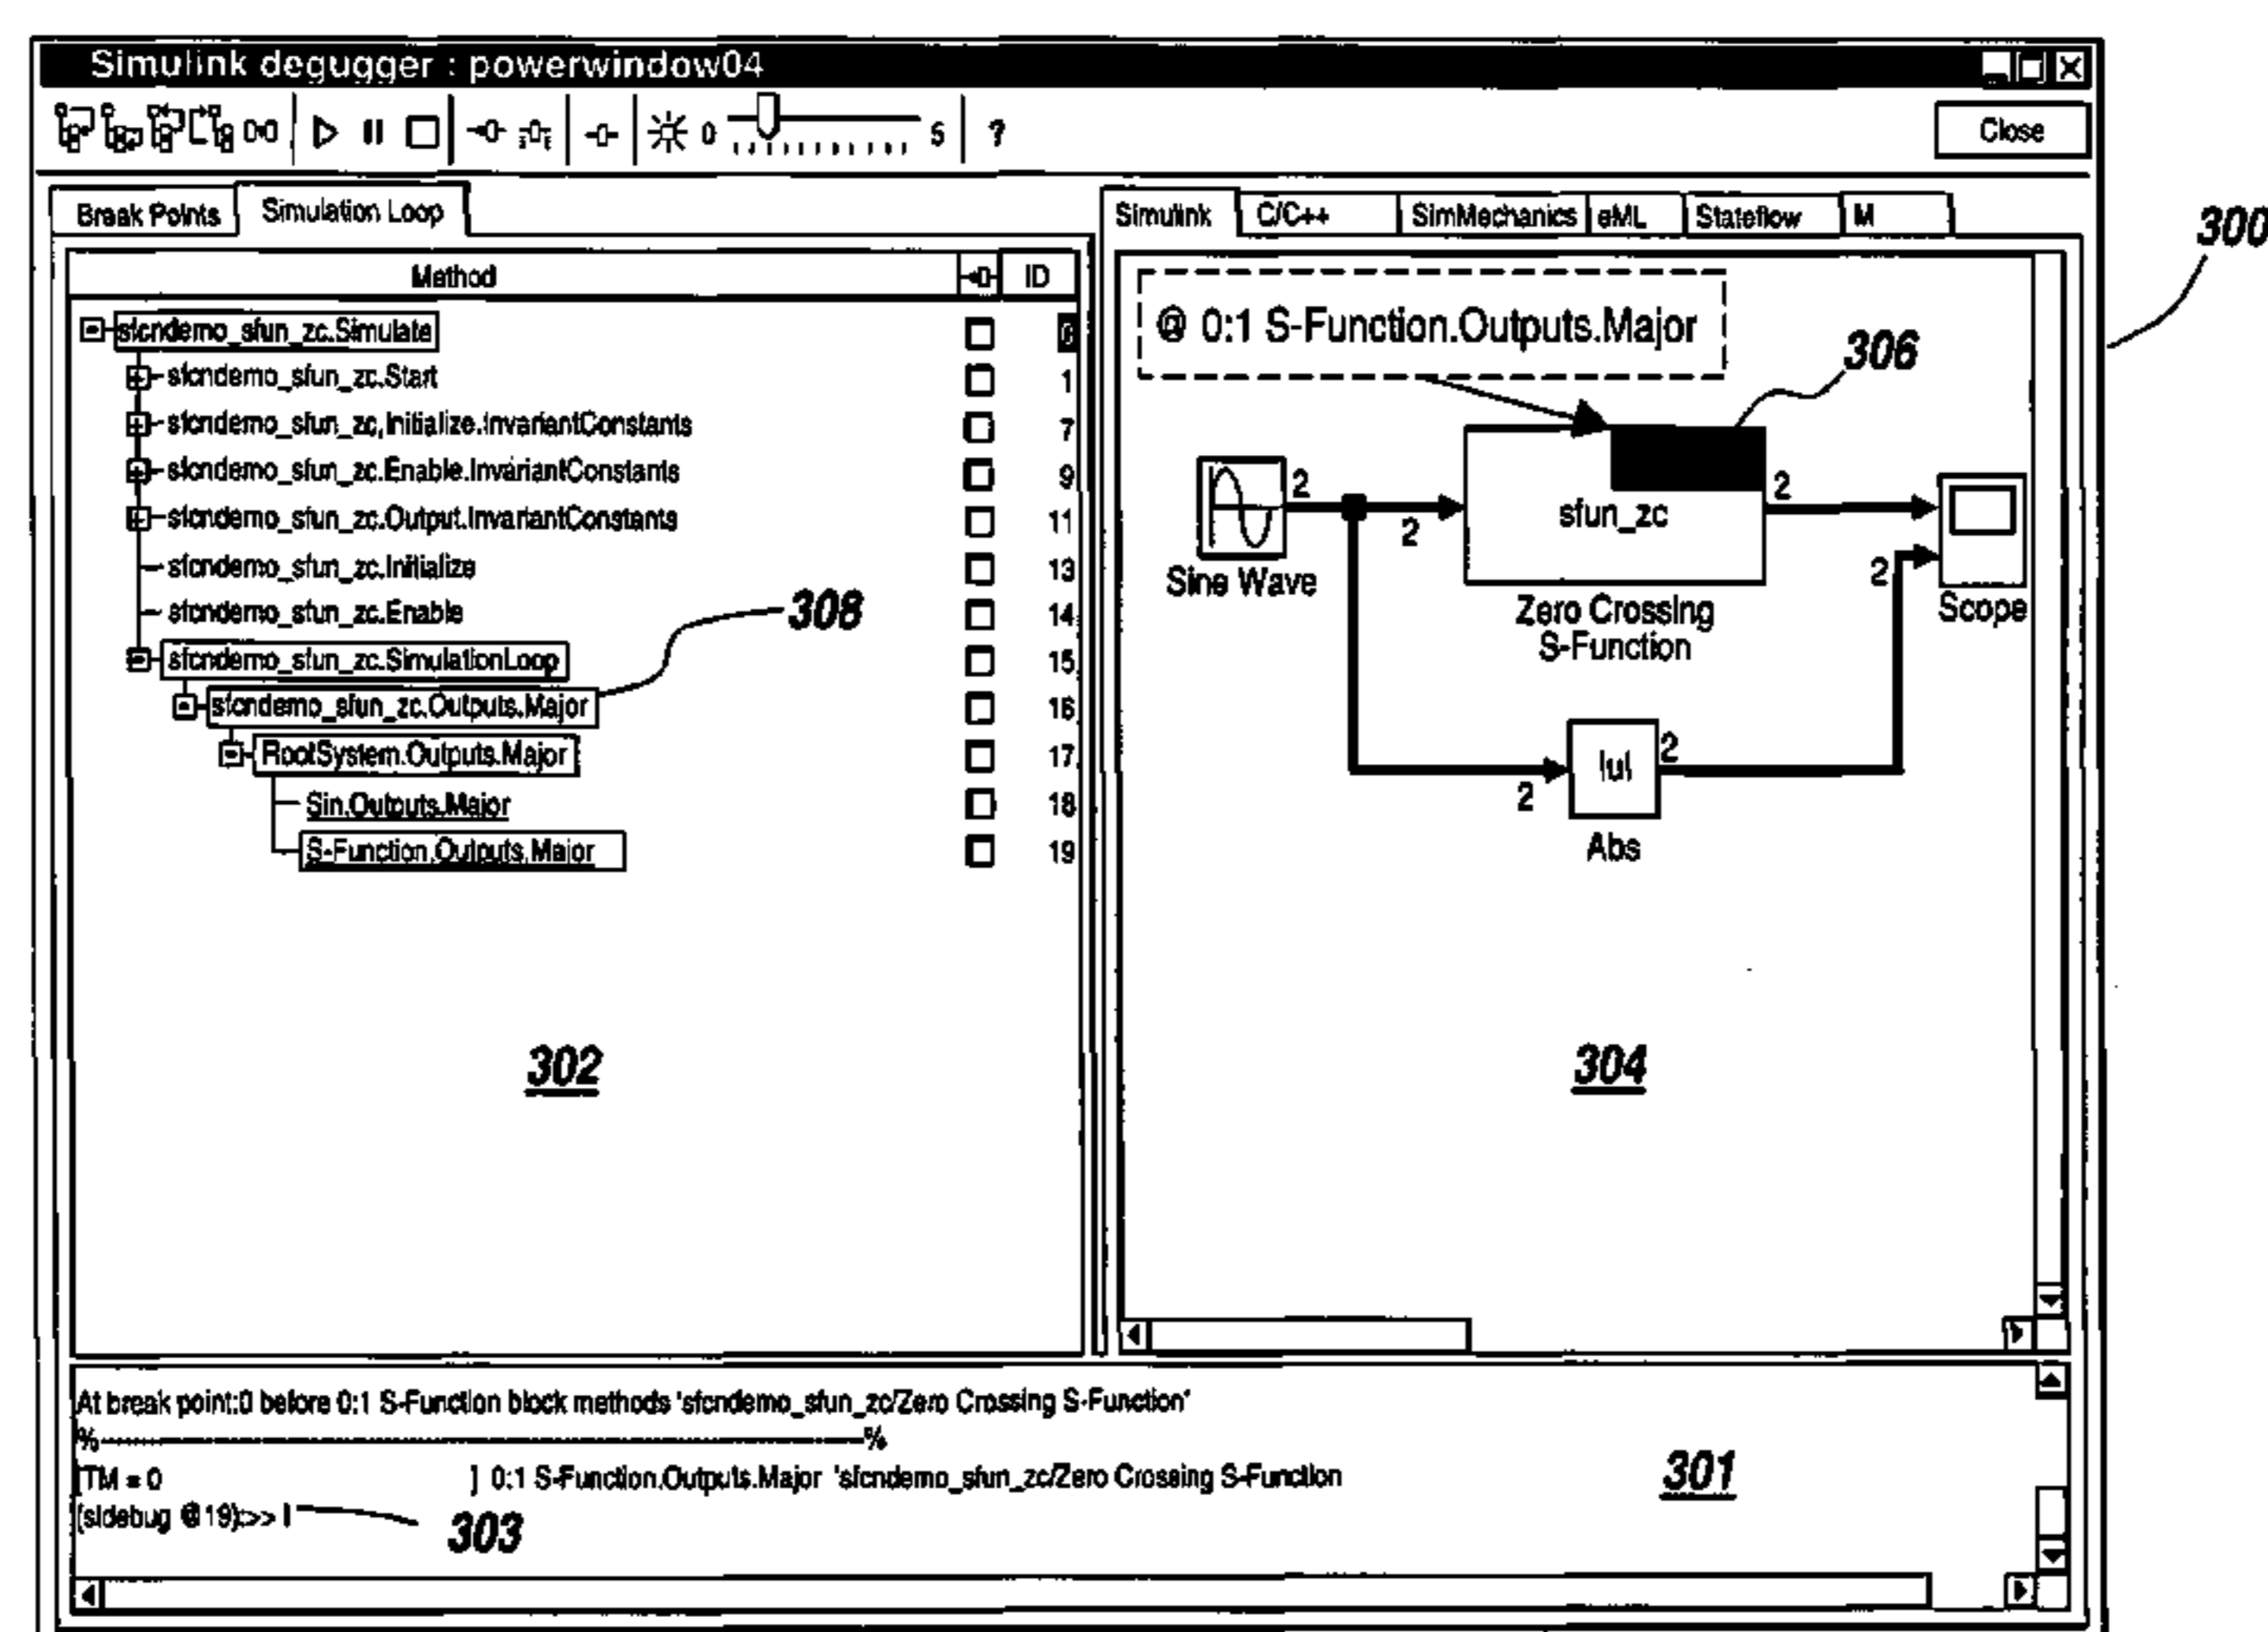 Simulink degugger : powerwindow04
0 5 ?
Close
Break Points Simulation Loop
Method ID
sfcndemo_sfun_zc.Simulate
sfcndemo_sfun_zc.Start 1
sfcndemo_sfun_zc,Initialize.InvariantConstants 7
sfcndemo_sfun_zc.Enable.InvariantConstants 9
sfcndemo_sfun_zc.Output.InvariantConstants 11
sfcndemo_sfun_zc.Initialize 13
sfcndemo_sfun_zc.Enable 14
308
sfcndemo_sfun_zc.SimulationLoop 15
sfcndemo_sfun_zc.Outputs.Major 16
RootSystem.Outputs.Major 17
Sin.Outputs.Major 18
S-Function.Outputs.Major 19
302
Simulink C/C++ SimMechanics eML Stateflow M
300
@ 0:1 S-Function.Outputs.Major
306
2 2 2
sfun_zc
2
Sine Wave
Zero Crossing
S-Function
Scope
|u|
2
2
Abs
304
At break point:0 before 0:1 S-Function block methods 'sfcndemo_sfun_zc/Zero Crossing S-Function'
%-----------------------------------------------%
[TM = 0 ] 0:1 S-Function.Outputs.Major 'sfcndemo_sfun_zc/Zero Crossing S-Function
301
(sldebug @19):>> |
303